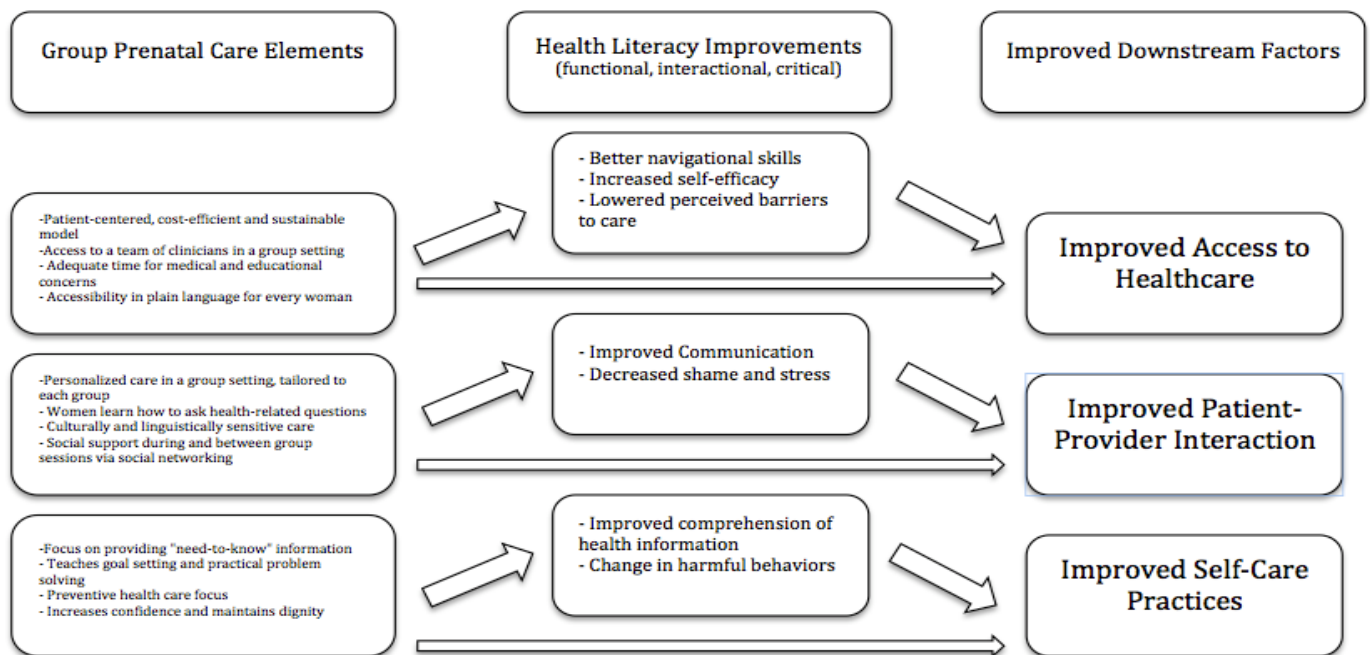 Group Prenatal Care Elements
Health Literacy Improvements
(functional, interactional, critical)
Improved Downstream Factors
-Patient-centered, cost-efficient and sustainable
model
-Access to a team of clinicians in a group setting
- Adequate time for medical and educational
concerns
- Accessibility in plain language for every woman
- Better navigational skills
- Increased self-efficacy
- Lowered perceived barriers
to care
Improved Access to
Healthcare
-Personalized care in a group setting, tailored to
each group
- Women learn how to ask health-related questions
- Culturally and linguistically sensitive care
- Social support during and between group
sessions via social networking
- Improved Communication
- Decreased shame and stress
Improved Patient-
Provider Interaction
-Focus on providing "need-to-know" information
- Teaches goal setting and practical problem
solving
- Preventive health care focus
- Increases confidence and maintains dignity
- Improved comprehension of
health information
- Change in harmful behaviors
Improved Self-Care
Practices